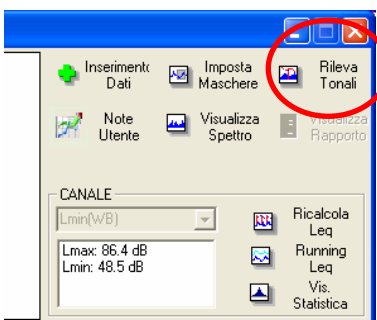 Inserimento
Dati
Imposta
Maschere
Rileva
Tonali
Note
Utente
Visualizza
Spettro
Visualizza
Rapporto
CANALE
Lmin(WB)
Ricalcola
Leq
Lmax: 86.4 dB
Lmin: 48.5 dB
Running
Leq
Vis.
Statistica